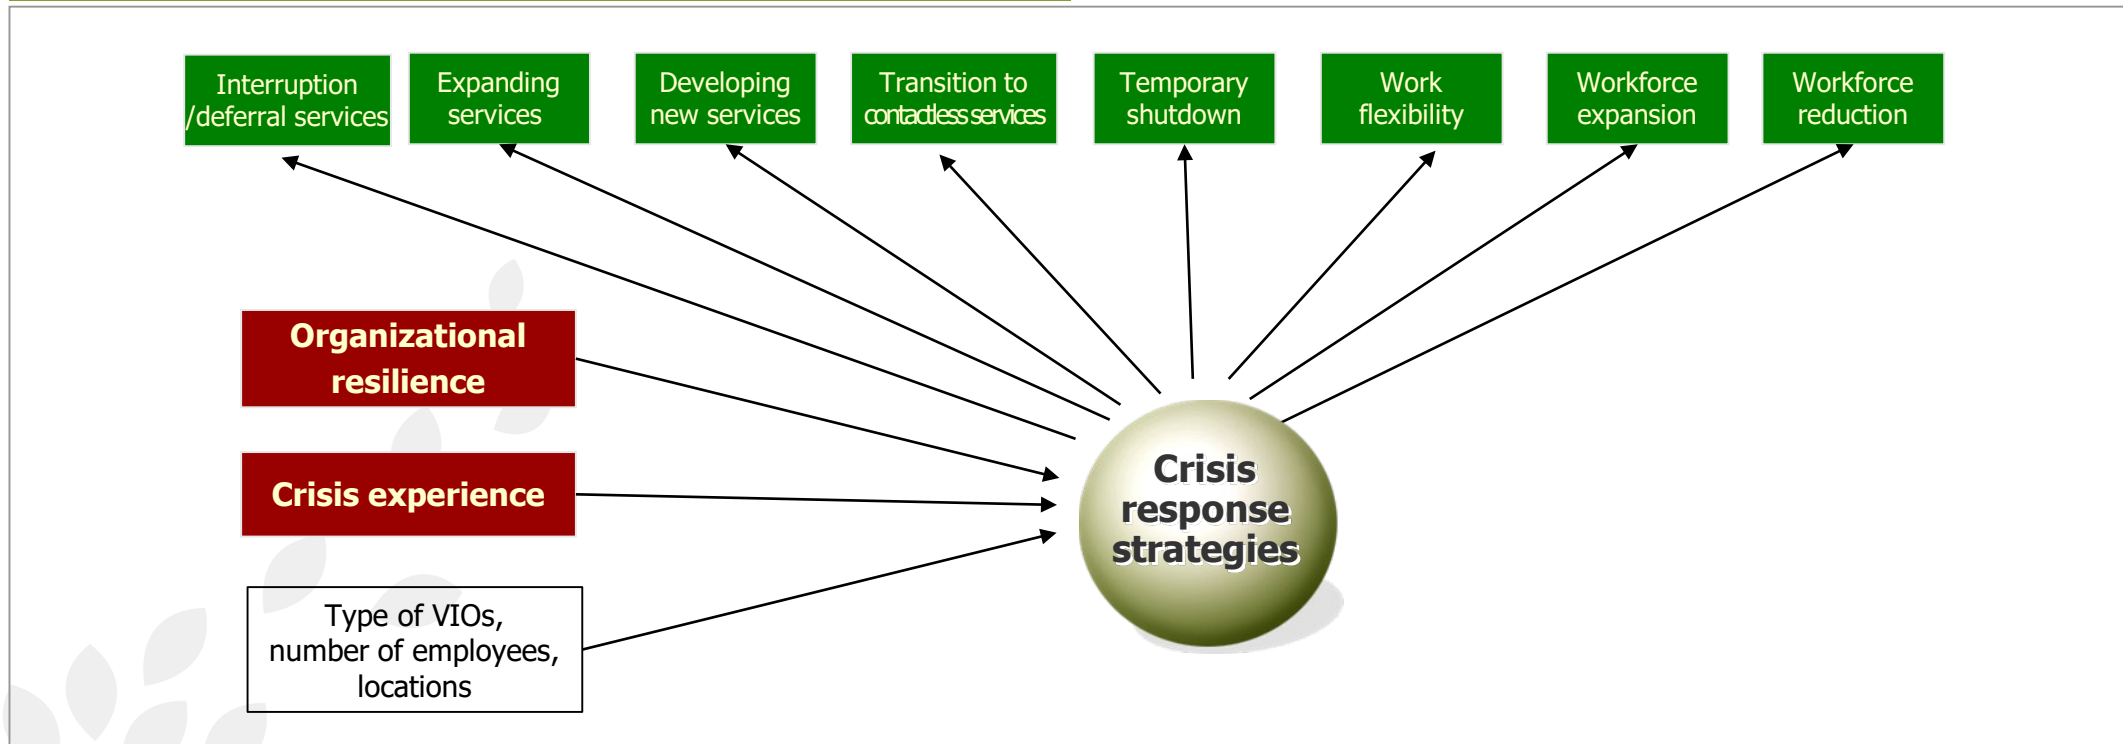 Interruption
/deferral services
Expanding
services
Developing
new services
Transition to
contactless services
Temporary
shutdown
Work
flexibility
Workforce
expansion
Workforce
reduction
Organizational
resilience
Crisis experience
Type of VIOs,
number of employees,
locations
Crisis
response
strategies